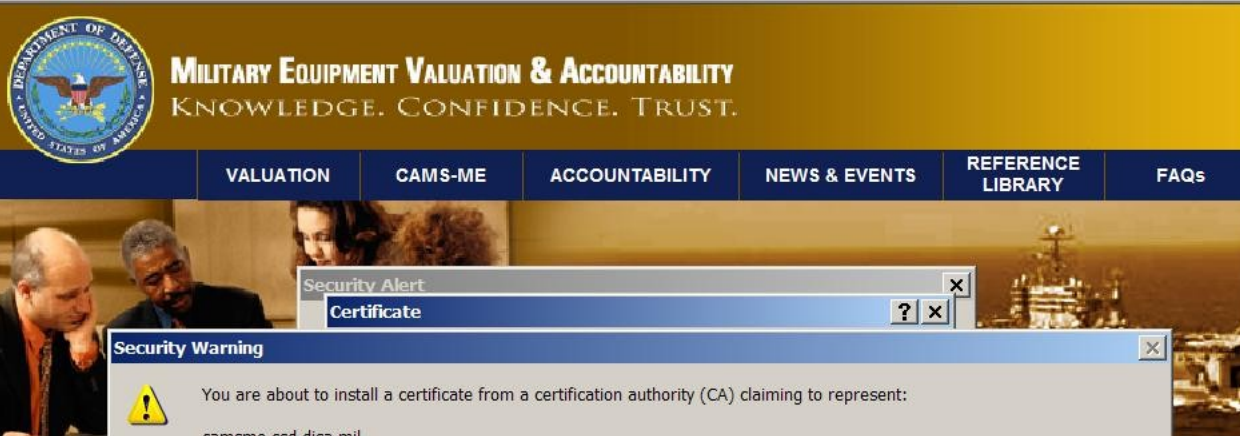 DEPARTMENT OF DEFENSE
UNITED STATES OF AMERICA
MILITARY EQUIPMENT VALUATION & ACCOUNTABILITY
KNOWLEDGE. CONFIDENCE. TRUST.
VALUATION
CAMS-ME
ACCOUNTABILITY
NEWS & EVENTS
REFERENCE
LIBRARY
FAQs
Security Alert
Certificate
Security Warning
You are about to install a certificate from a certification authority (CA) claiming to represent: